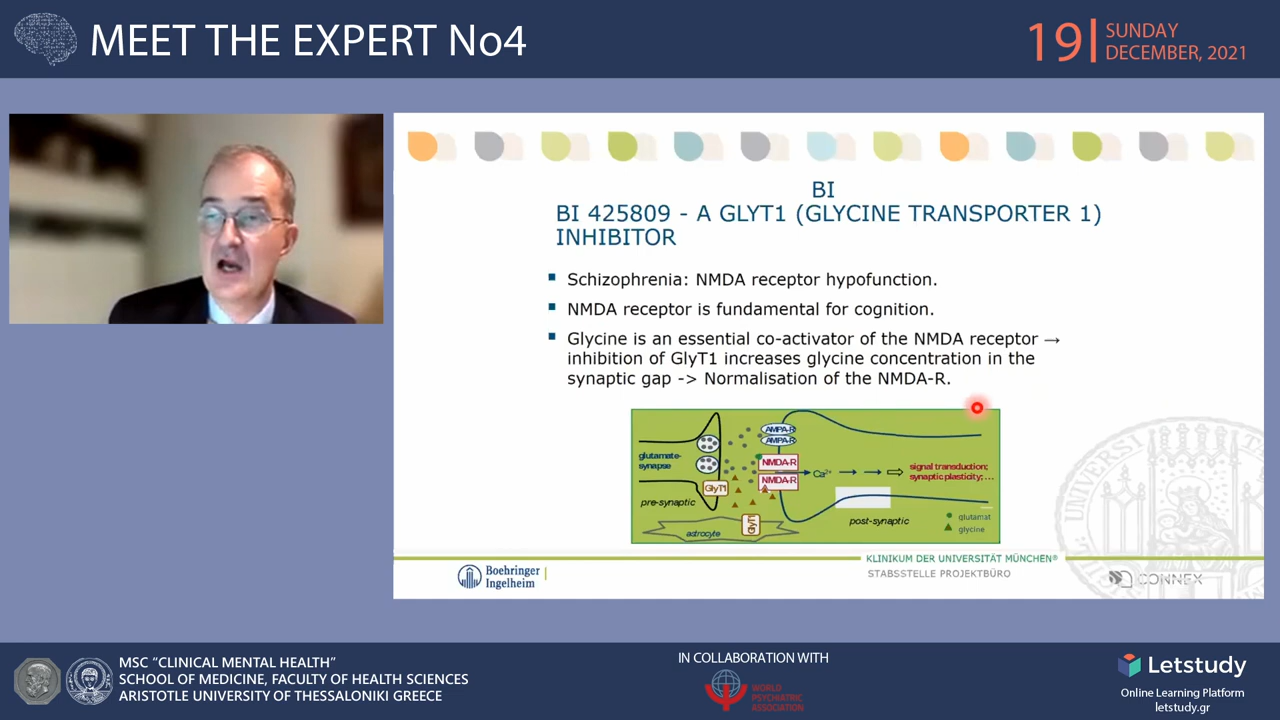 MEET THE EXPERT No4
19
SUNDAY
DECEMBER, 2021
BI
BI 425809 - A GLYT1 (GLYCINE TRANSPORTER 1)
INHIBITOR
Schizophrenia: NMDA receptor hypofunction.
NMDA receptor is fundamental for cognition.
Glycine is an essential co-activator of the NMDA receptor →
inhibition of GlyT1 increases glycine concentration in the
synaptic gap -> Normalisation of the NMDA-R.
glutamate-
synapse
pre-synaptic
GlyT1
astrocyte
GlyT1
AMPA-R
AMPA-R
NMDA-R
NMDA-R
Ca²⁺
signal transduction;
synaptic plasticity; ...
post-synaptic
glutamat
glycine
Boehringer
Ingelheim
KLINIKUM DER UNIVERSITÄT MÜNCHEN®
STABSSTELLE PROJEKTBÜRO
CONNEX
MSC “CLINICAL MENTAL HEALTH”
SCHOOL OF MEDICINE, FACULTY OF HEALTH SCIENCES
ARISTOTLE UNIVERSITY OF THESSALONIKI GREECE
IN COLLABORATION WITH
WORLD
PSYCHIATRIC
ASSOCIATION
Letstudy
Online Learning Platform
letstudy.gr